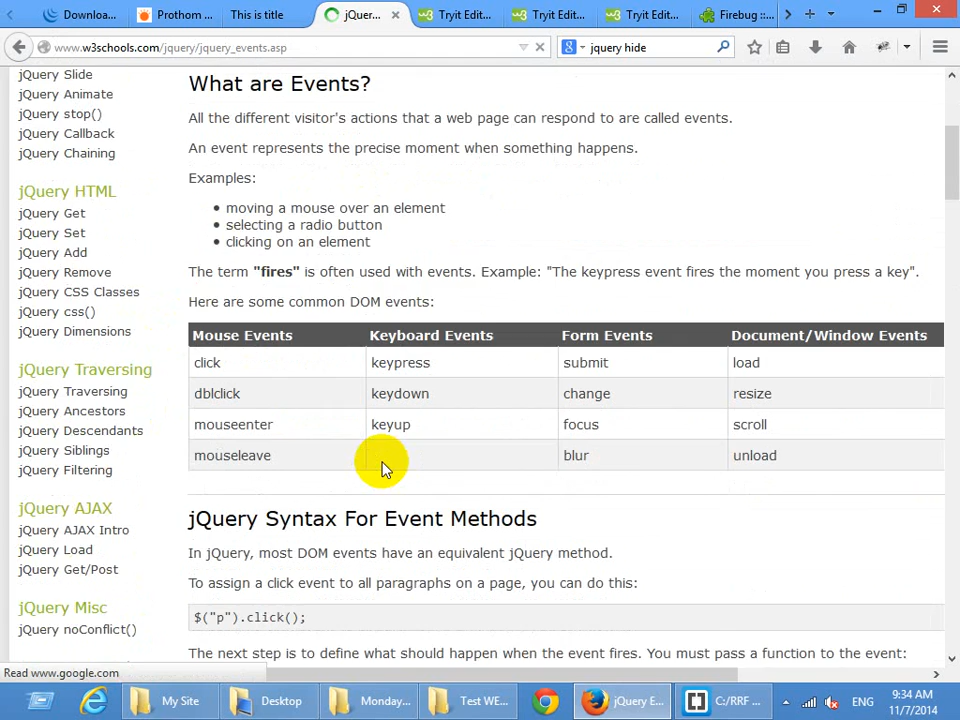 Downloa...
Prothom ...
This is title
jQuer...
Tryit Edit...
Tryit Edit...
Tryit Edit...
Firebug ::...
www.w3schools.com/jquery/jquery_events.asp
jquery hide
jQuery Slide
jQuery Animate
jQuery stop()
jQuery Callback
jQuery Chaining
jQuery HTML
jQuery Get
jQuery Set
jQuery Add
jQuery Remove
jQuery CSS Classes
jQuery css()
jQuery Dimensions
jQuery Traversing
jQuery Traversing
jQuery Ancestors
jQuery Descendants
jQuery Siblings
jQuery Filtering
jQuery AJAX
jQuery AJAX Intro
jQuery Load
jQuery Get/Post
jQuery Misc
jQuery noConflict()
What are Events?
All the different visitor's actions that a web page can respond to are called events.
An event represents the precise moment when something happens.
Examples:
• moving a mouse over an element
• selecting a radio button
• clicking on an element
The term "fires" is often used with events. Example: "The keypress event fires the moment you press a key".
Here are some common DOM events:
Mouse Events Keyboard Events Form Events Document/Window Events
click keypress submit load
dblclick keydown change resize
mouseenter keyup focus scroll
mouseleave blur unload
jQuery Syntax For Event Methods
In jQuery, most DOM events have an equivalent jQuery method.
To assign a click event to all paragraphs on a page, you can do this:
$("p").click();
The next step is to define what should happen when the event fires. You must pass a function to the event:
Read www.google.com
My Site
Desktop
Monday...
Test WE...
jQuery E...
C:/RRF ...
ENG
9:34 AM
11/7/2014